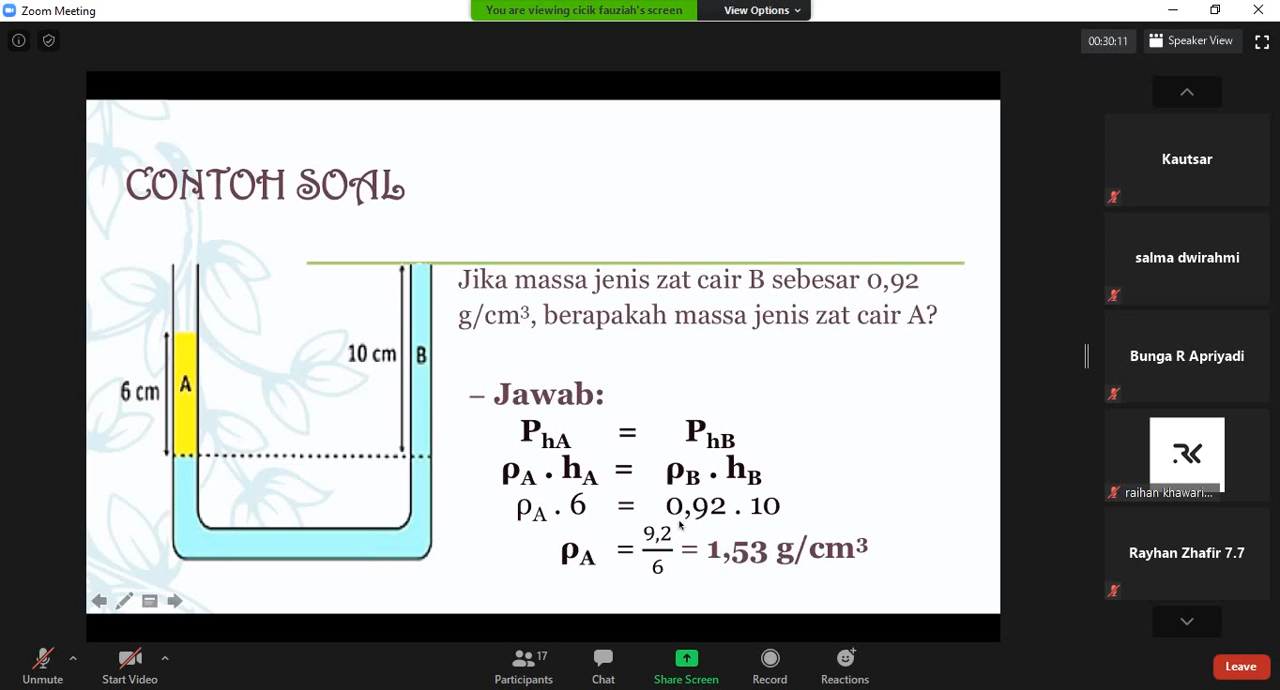 Zoom Meeting
You are viewing cicik fauziah's screen
View Options
00:30:11
Speaker View
CONTOH SOAL
Jika massa jenis zat cair B sebesar 0,92
g/cm³, berapakah massa jenis zat cair A?
10 cm
B
6 cm
A
– Jawab:
PhA = PhB
ρA . hA = ρB . hB
ρA . 6 = 0,92 . 10
ρA = 9,2/6 = 1,53 g/cm³
Kautsar
salma dwirahmi
Bunga R Apriyadi
RK
raihan khawari...
Rayhan Zhafir 7.7
Unmute
Start Video
17
Participants
Chat
Share Screen
Record
Reactions
Leave